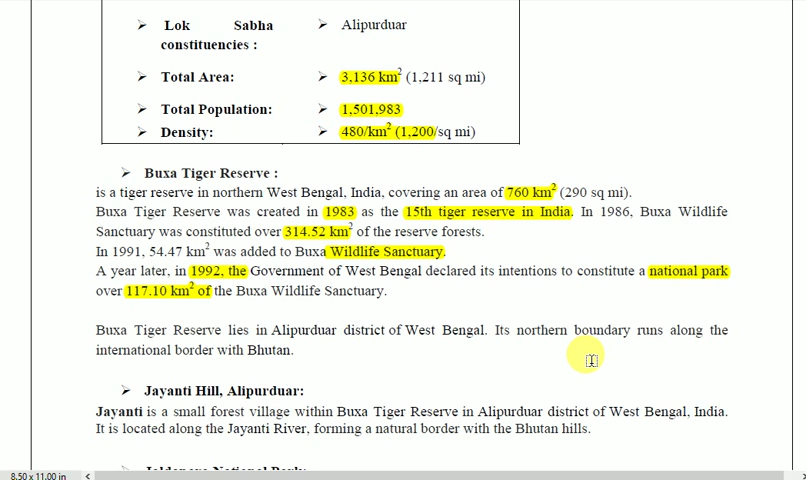 ➢ Lok Sabha ➢ Alipurduar
constituencies :
➢ Total Area: ➢ 3,136 km² (1,211 sq mi)
➢ Total Population: ➢ 1,501,983
➢ Density: ➢ 480/km² (1,200/sq mi)
➢ Buxa Tiger Reserve :
is a tiger reserve in northern West Bengal, India, covering an area of 760 km² (290 sq mi).
Buxa Tiger Reserve was created in 1983 as the 15th tiger reserve in India. In 1986, Buxa Wildlife
Sanctuary was constituted over 314.52 km² of the reserve forests.
In 1991, 54.47 km² was added to Buxa Wildlife Sanctuary.
A year later, in 1992, the Government of West Bengal declared its intentions to constitute a national park
over 117.10 km² of the Buxa Wildlife Sanctuary.
Buxa Tiger Reserve lies in Alipurduar district of West Bengal. Its northern boundary runs along the
international border with Bhutan.
➢ Jayanti Hill, Alipurduar:
Jayanti is a small forest village within Buxa Tiger Reserve in Alipurduar district of West Bengal, India.
It is located along the Jayanti River, forming a natural border with the Bhutan hills.
8.50 x 11.00 in